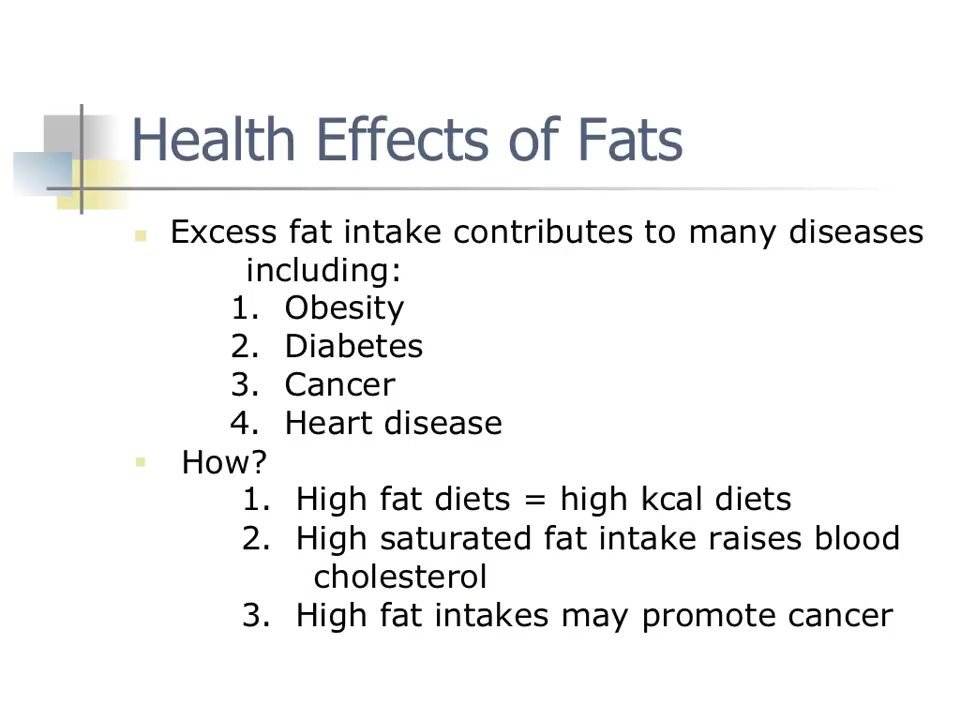 Health Effects of Fats
▪ Excess fat intake contributes to many diseases
including:
1. Obesity
2. Diabetes
3. Cancer
4. Heart disease
▪ How?
1. High fat diets = high kcal diets
2. High saturated fat intake raises blood
cholesterol
3. High fat intakes may promote cancer